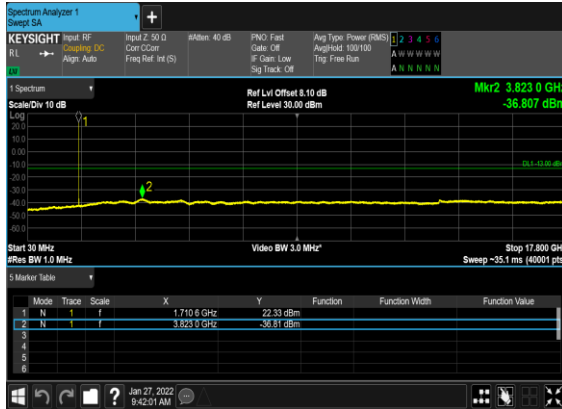 Spectrum Analyzer 1
Swept SA
+
KEYSIGHT Input: RF Input Z: 50 Ω #Atten: 40 dB PNO: Fast Avg Type: Power (RMS) 1 2 3 4 5 6
RL Coupling: DC Corr CCorr Gate: Off Avg|Hold: 100/100 A W W W W W
Align: Auto Freq Ref: Int (S) IF Gain: Low Trig: Free Run
LU Sig Track: Off A N N N N N
1 Spectrum Ref Lvl Offset 8.10 dB Mkr2 3.823 0 GHz
Scale/Div 10 dB Ref Level 30.00 dBm -36.807 dBm
Log
20.0
10.0
0.00
-10.0
-20.0
-30.0
-40.0
-50.0
-60.0
1
DL1 -13.00 dBm
2
Start 30 MHz Video BW 3.0 MHz* Stop 17.800 GHz
#Res BW 1.0 MHz Sweep ~35.1 ms (40001 pts)
5 Marker Table
Mode Trace Scale X Y Function Function Width Function Value
1 N 1 f 1.710 6 GHz 22.33 dBm
2 N 1 f 3.823 0 GHz -36.81 dBm
3
4
5
6
? Jan 27, 2022
9:42:01 AM